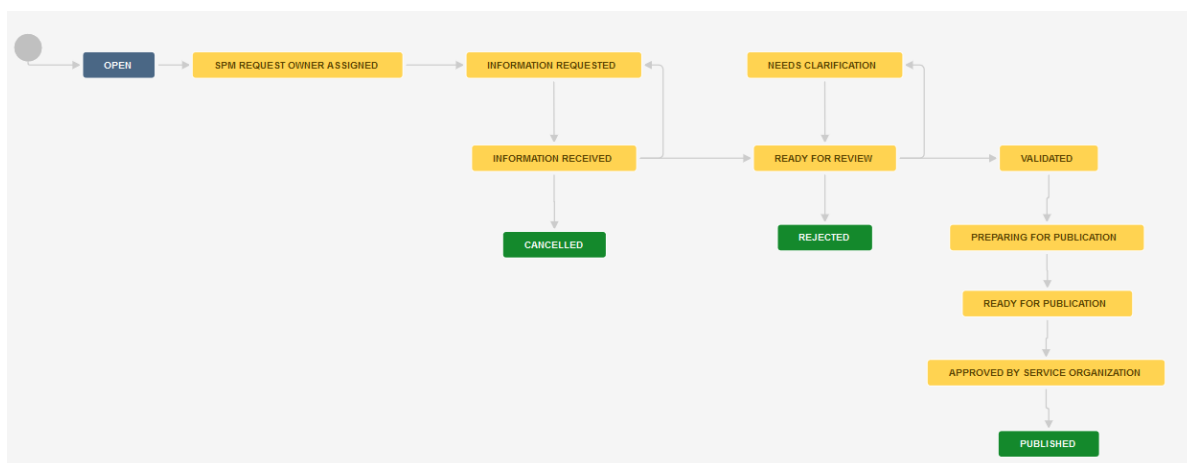 OPEN
SPM REQUEST OWNER ASSIGNED
INFORMATION REQUESTED
NEEDS CLARIFICATION
INFORMATION RECEIVED
READY FOR REVIEW
VALIDATED
CANCELLED
REJECTED
PREPARING FOR PUBLICATION
READY FOR PUBLICATION
APPROVED BY SERVICE ORGANIZATION
PUBLISHED